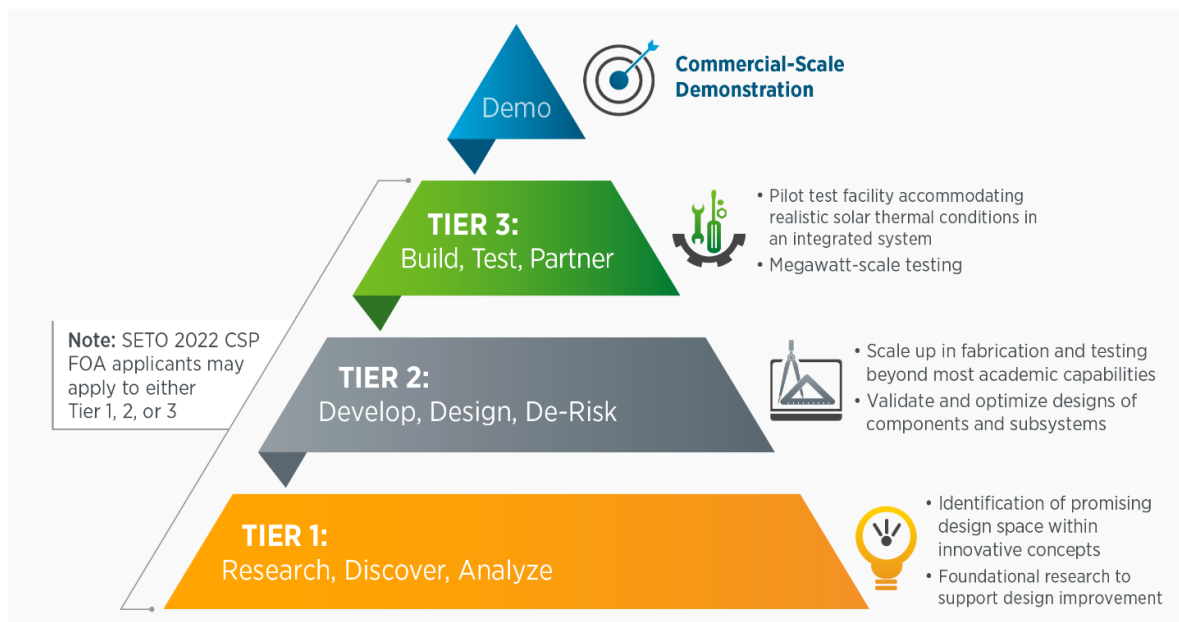 Demo
Commercial-Scale
Demonstration
TIER 3:
Build, Test, Partner
• Pilot test facility accommodating
realistic solar thermal conditions in
an integrated system
• Megawatt-scale testing
Note: SETO 2022 CSP
FOA applicants may
apply to either
Tier 1, 2, or 3
TIER 2:
Develop, Design, De-Risk
• Scale up in fabrication and testing
beyond most academic capabilities
• Validate and optimize designs of
components and subsystems
TIER 1:
Research, Discover, Analyze
• Identification of promising
design space within
innovative concepts
• Foundational research to
support design improvement